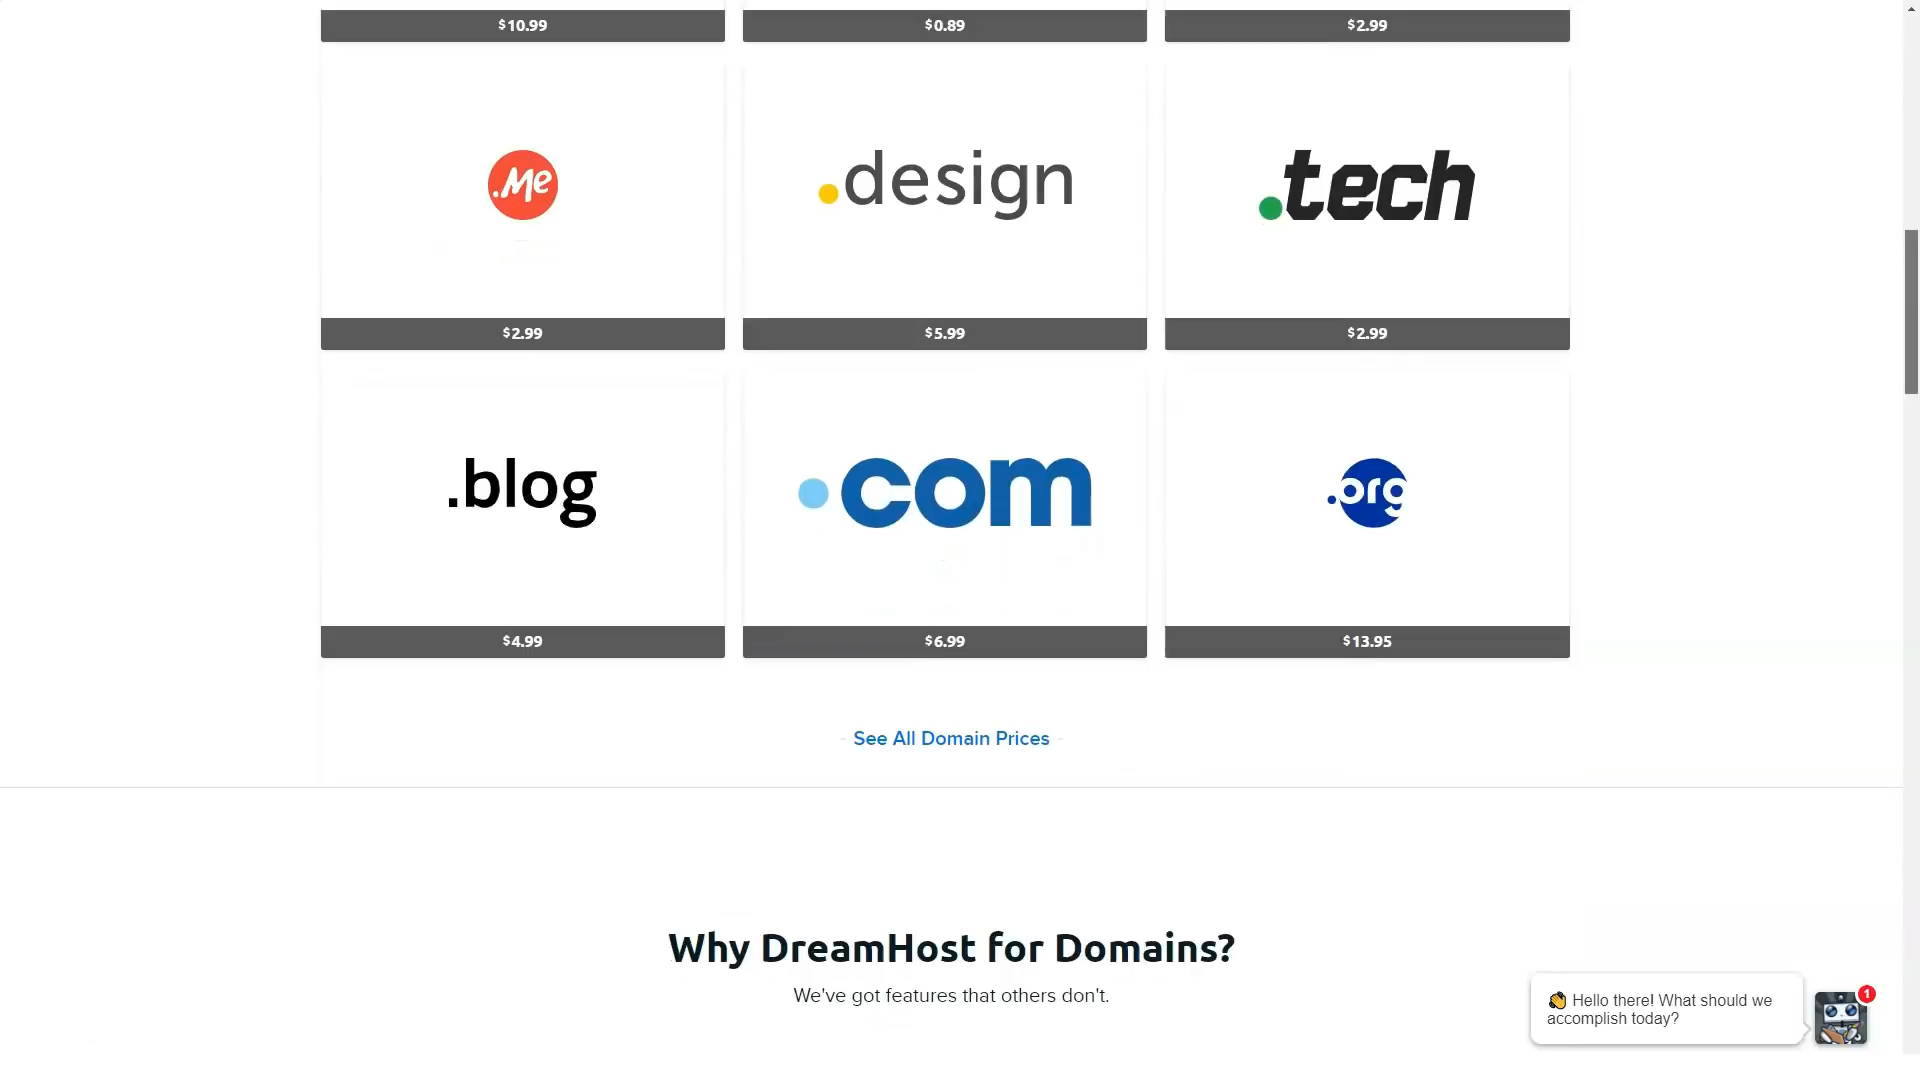 $10.99
$0.89
$2.99
.Me
.design
.tech
$2.99
$5.99
$2.99
.blog
.com
.org
$4.99
$6.99
$13.95
See All Domain Prices
Why DreamHost for Domains?
We've got features that others don't.
👋 Hello there! What should we
accomplish today?
1